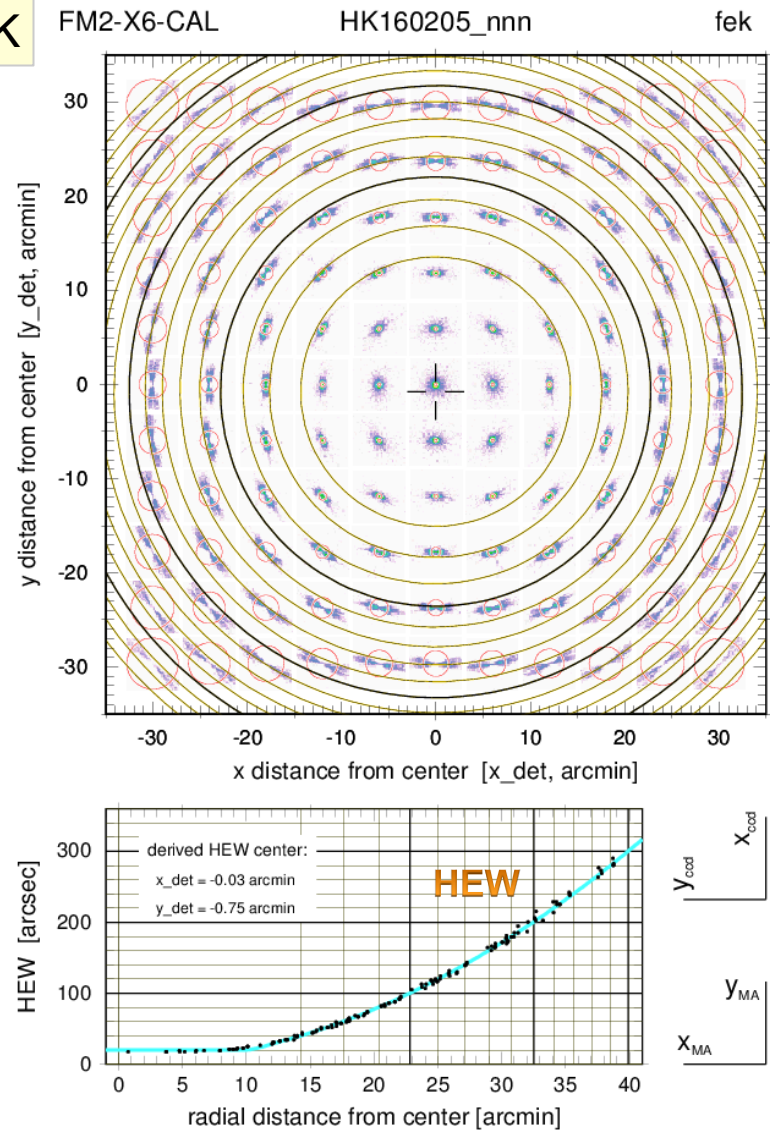 K
FM2-X6-CAL HK160205_nnn fek
30
20
10
0
-10
-20
-30
y distance from center [y_det, arcmin]
-30 -20 -10 0 10 20 30
x distance from center [x_det, arcmin]
300
200
100
0
HEW [arcsec]
derived HEW center:
x_det = -0.03 arcmin
y_det = -0.75 arcmin
HEW
0 5 10 15 20 25 30 35 40
radial distance from center [arcmin]
x_ccd
y_ccd
y_MA
x_MA